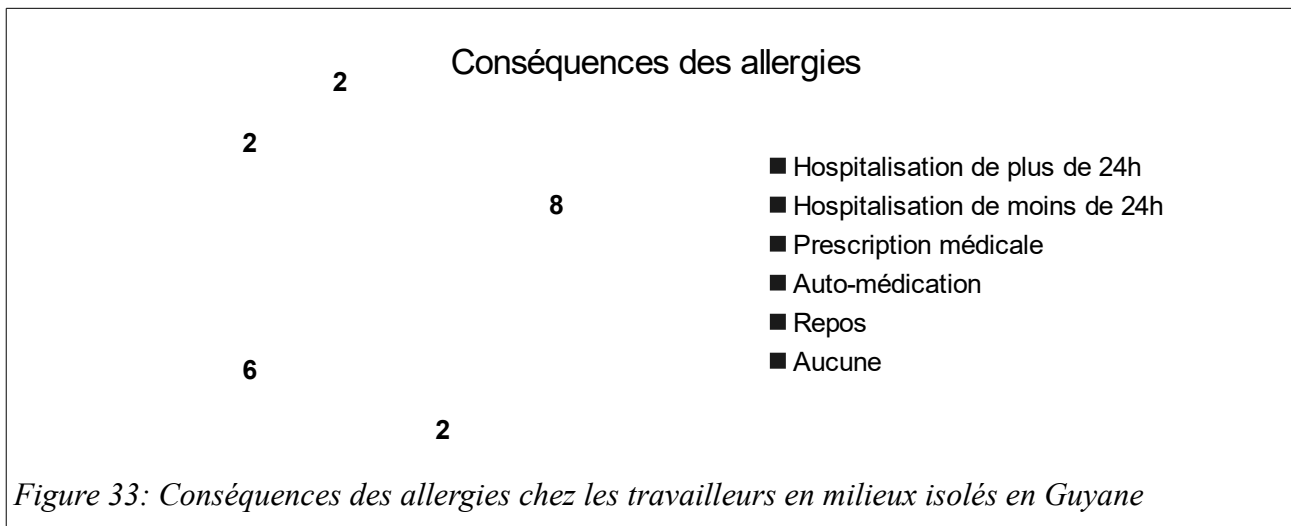 Conséquences des allergies
2
2
8
6
2
Hospitalisation de plus de 24h
Hospitalisation de moins de 24h
Prescription médicale
Auto-médication
Repos
Aucune
Figure 33: Conséquences des allergies chez les travailleurs en milieux isolés en Guyane